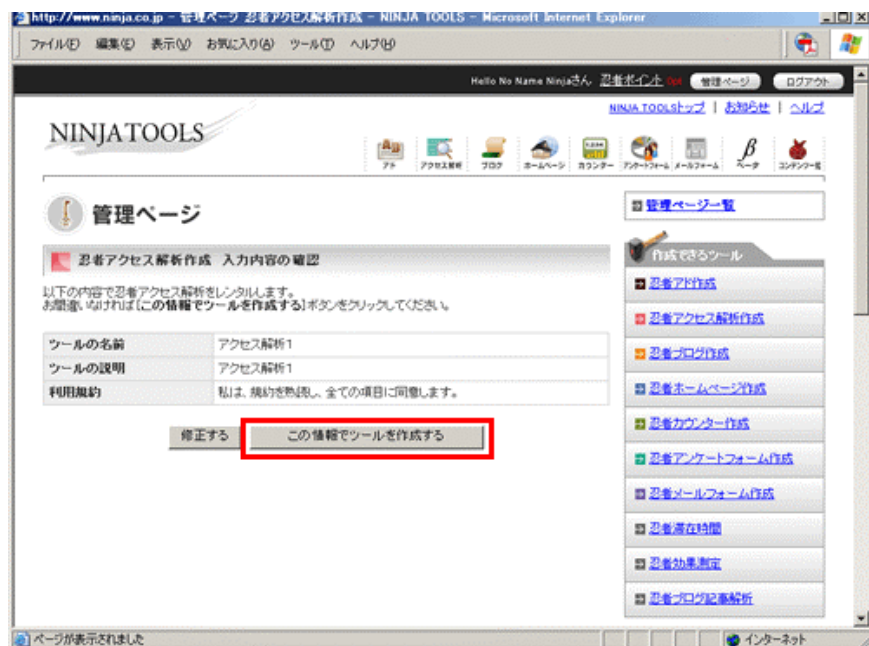 http://www.ninja.co.jp - 管理ページ 忍者アクセス解析作成 - NINJA TOOLS - Microsoft Internet Explorer
ファイル(F) 編集(E) 表示(V) お気に入り(A) ツール(T) ヘルプ(H)
Hello No Name Ninjaさん 忍者ポイント 0pt 管理ページ ログアウト
NINJA TOOLSトップ | お知らせ | ヘルプ
NINJA TOOLS
アド アクセス解析 ブログ ホームページ カウンター アンケートフォーム メールフォーム ベータ コンテンツ一覧
β
管理ページ
管理ページ一覧
忍者アクセス解析作成 入力内容の確認
以下の内容で忍者アクセス解析をレンタルします。
お間違いなければ[この情報でツールを作成する]ボタンをクリックしてください。
ツールの名前 アクセス解析1
ツールの説明 アクセス解析1
利用規約 私は、規約を熟読し、全ての項目に同意します。
修正する この情報でツールを作成する
作成できるツール
忍者アド作成
忍者アクセス解析作成
忍者ブログ作成
忍者ホームページ作成
忍者カウンター作成
忍者アンケートフォーム作成
忍者メールフォーム作成
忍者滞在時間
忍者効果測定
忍者ブログ記事解析
ページが表示されました インターネット